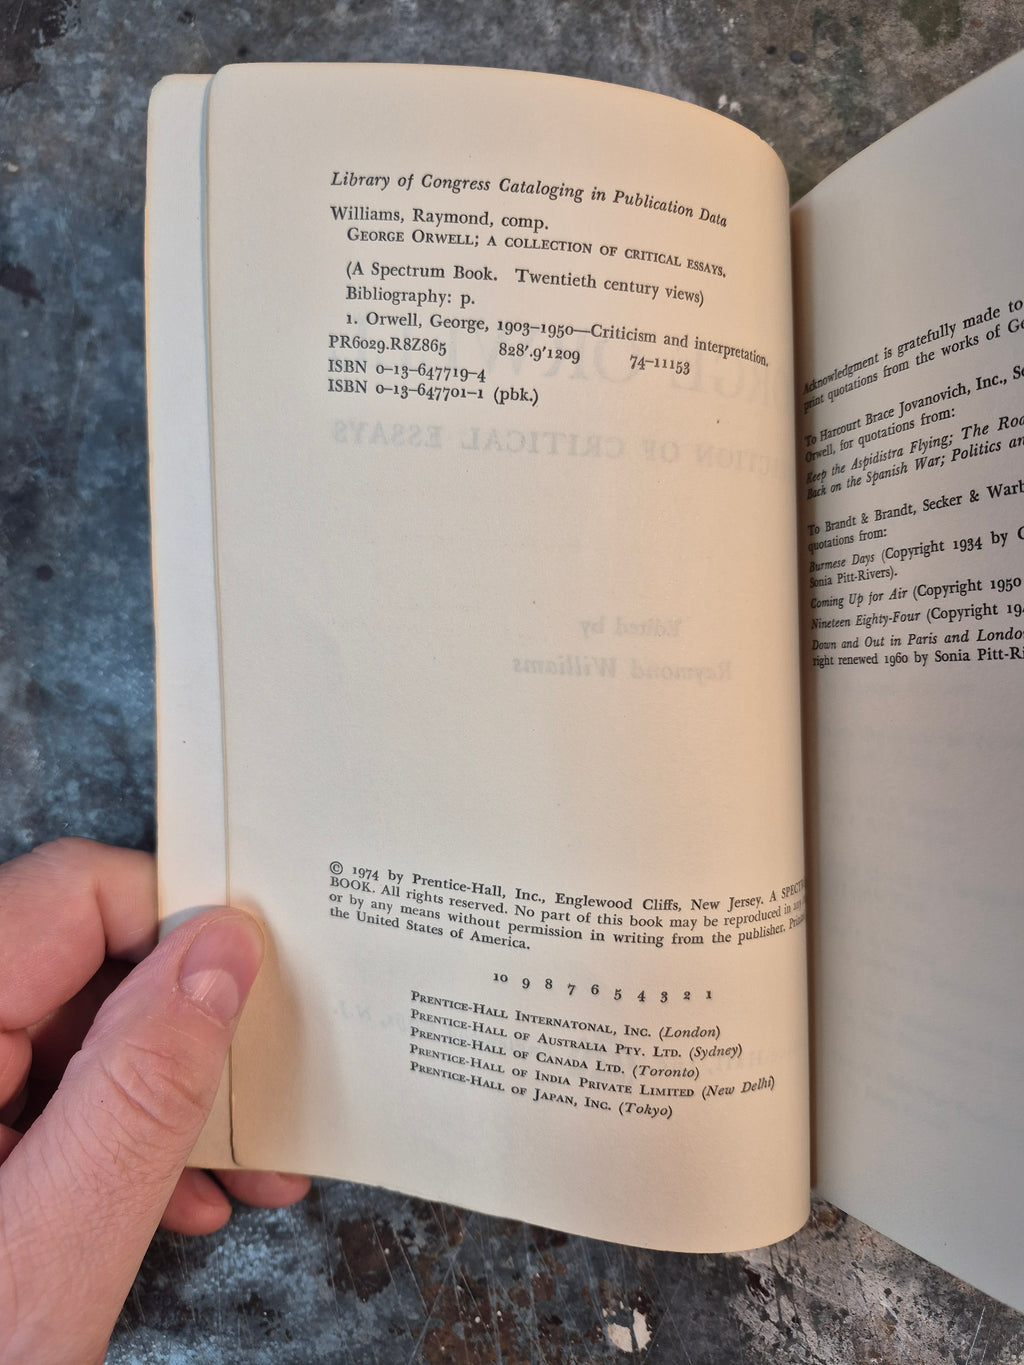 Library of Congress Cataloging in Publication Data
Williams, Raymond, comp.
GEORGE ORWELL; A COLLECTION OF CRITICAL ESSAYS.
(A Spectrum Book. Twentieth century views)
Bibliography: p.
1. Orwell, George, 1903–1950—Criticism and interpretation.
PR6029.R8Z865 828'.9'1209 74–11153
ISBN 0–13–647719–4
ISBN 0–13–647701–1 (pbk.)
© 1974 by Prentice-Hall, Inc., Englewood Cliffs, New Jersey. A
BOOK. All rights reserved. No part of this book may be reproduced in
or by any means without permission in writing from the publisher.
the United States of America.
10 9 8 7 6 5 4 3 2 1
PRENTICE-HALL INTERNATONAL, INC. (London)
PRENTICE-HALL OF AUSTRALIA PTY. LTD. (Sydney)
PRENTICE-HALL OF CANADA LTD. (Toronto)
PRENTICE-HALL OF INDIA PRIVATE LIMITED (New Delhi)
PRENTICE-HALL OF JAPAN, INC. (Tokyo)
Acknowledgment is gratefully made to
print quotations from the works of
To Harcourt Brace Jovanovich, Inc.,
Orwell, for quotations from:
Keep the Aspidistra Flying; The
Back on the Spanish War; Politics
To Brandt & Brandt, Secker &
quotations from:
Burmese Days (Copyright 1934 by
Sonia Pitt-Rivers).
Coming Up for Air (Copyright 1950
Nineteen Eighty-Four (Copyright
Down and Out in Paris and
right renewed 1960 by Sonia